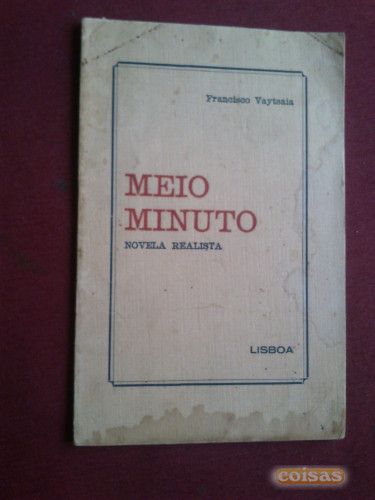 Francisco Vaytsaia
MEIO
MINUTO
NOVELA REALISTA
LISBOA
coisas